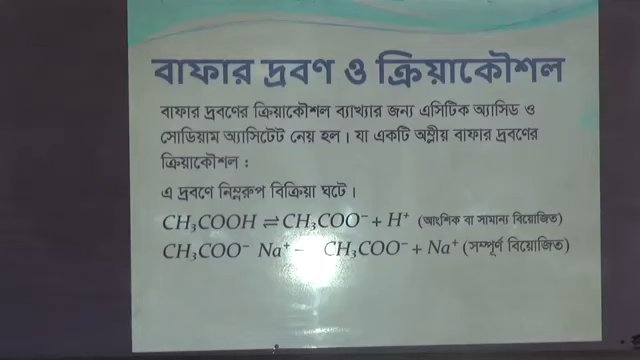 বাফার দ্রবণ ও ক্রিয়াকৌশল
বাফার দ্রবণের ক্রিয়াকৌশল ব্যাখ্যার জন্য এসিটিক অ্যাসিড ও
সোডিয়াম অ্যাসিটেট নেয় হল। যা একটি অম্লীয় বাফার দ্রবণের
ক্রিয়াকৌশল :
এ দ্রবণে নিম্নরুপ বিক্রিয়া ঘটে।
CH₃COOH ⇌ CH₃COO⁻ + H⁺ (আংশিক বা সামান্য বিয়োজিত)
CH₃COO⁻ Na⁺ CH₃COO⁻ + Na⁺ (সম্পূর্ণ বিয়োজিত)